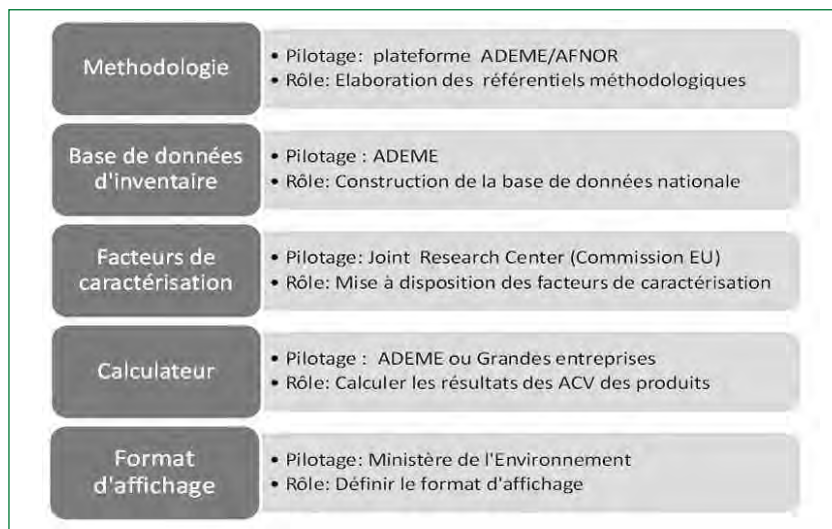 Methodologie
• Pilotage: plateforme ADEME/AFNOR
• Rôle: Elaboration des référentiels méthodologiques
Base de données
d'inventaire
• Pilotage : ADEME
• Rôle: Construction de la base de données nationale
Facteurs de
caractérisation
• Pilotage: Joint Research Center (Commission EU)
• Rôle: Mise à disposition des facteurs de caractérisation
Calculateur
• Pilotage : ADEME ou Grandes entreprises
• Rôle: Calculer les résultats des ACV des produits
Format
d'affichage
• Pilotage: Ministère de l'Environnement
• Rôle: Définir le format d'affichage